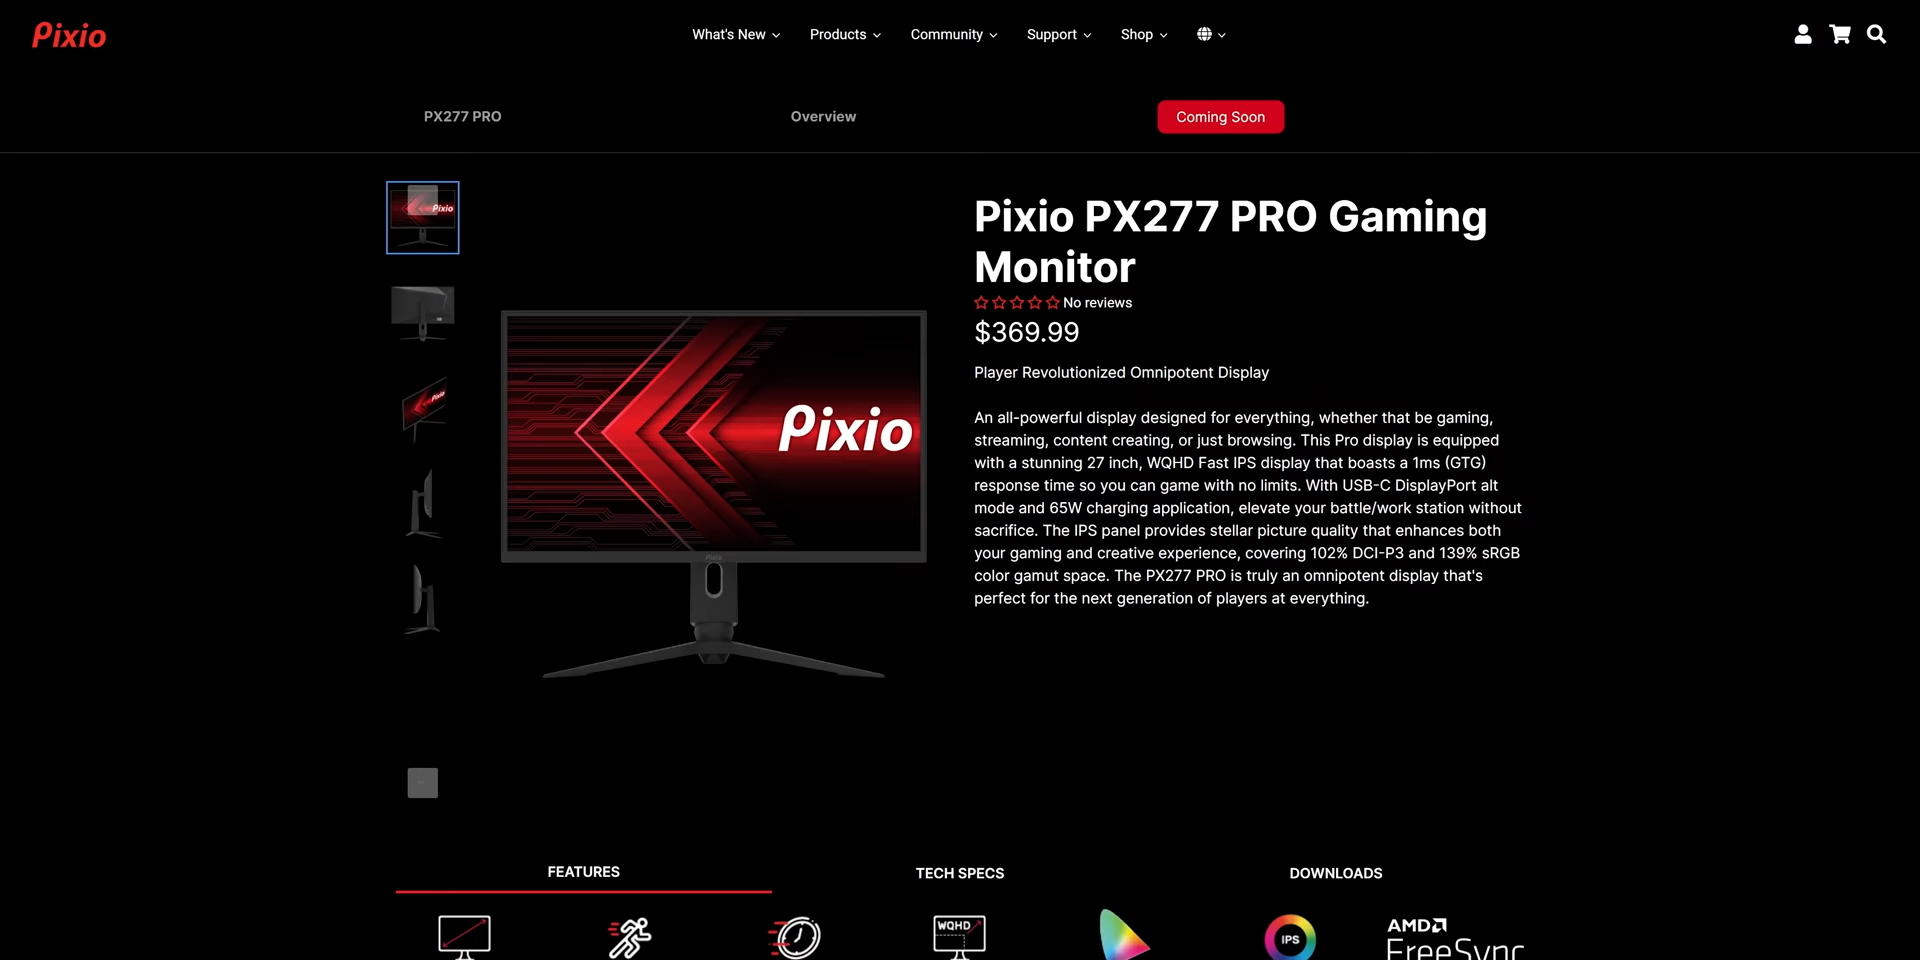 Pixio
What's New
Products
Community
Support
Shop
PX277 PRO
Overview
Coming Soon
Pixio
Pixio
Pixio
Pixio
Pixio
Pixio PX277 PRO Gaming
Monitor
No reviews
$369.99
Player Revolutionized Omnipotent Display
An all-powerful display designed for everything, whether that be gaming,
streaming, content creating, or just browsing. This Pro display is equipped
with a stunning 27 inch, WQHD Fast IPS display that boasts a 1ms (GTG)
response time so you can game with no limits. With USB-C DisplayPort alt
mode and 65W charging application, elevate your battle/work station without
sacrifice. The IPS panel provides stellar picture quality that enhances both
your gaming and creative experience, covering 102% DCI-P3 and 139% sRGB
color gamut space. The PX277 PRO is truly an omnipotent display that's
perfect for the next generation of players at everything.
FEATURES
TECH SPECS
DOWNLOADS
WQHD
IPS
AMD
FreeSync